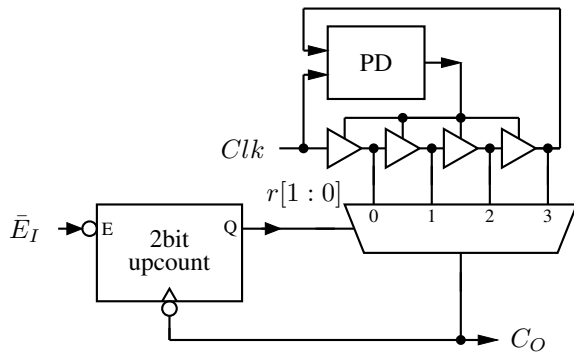 PD
Clk
r[1 : 0]
0 1 2 3
Ē_I
E
2bit
upcount
Q
C_O